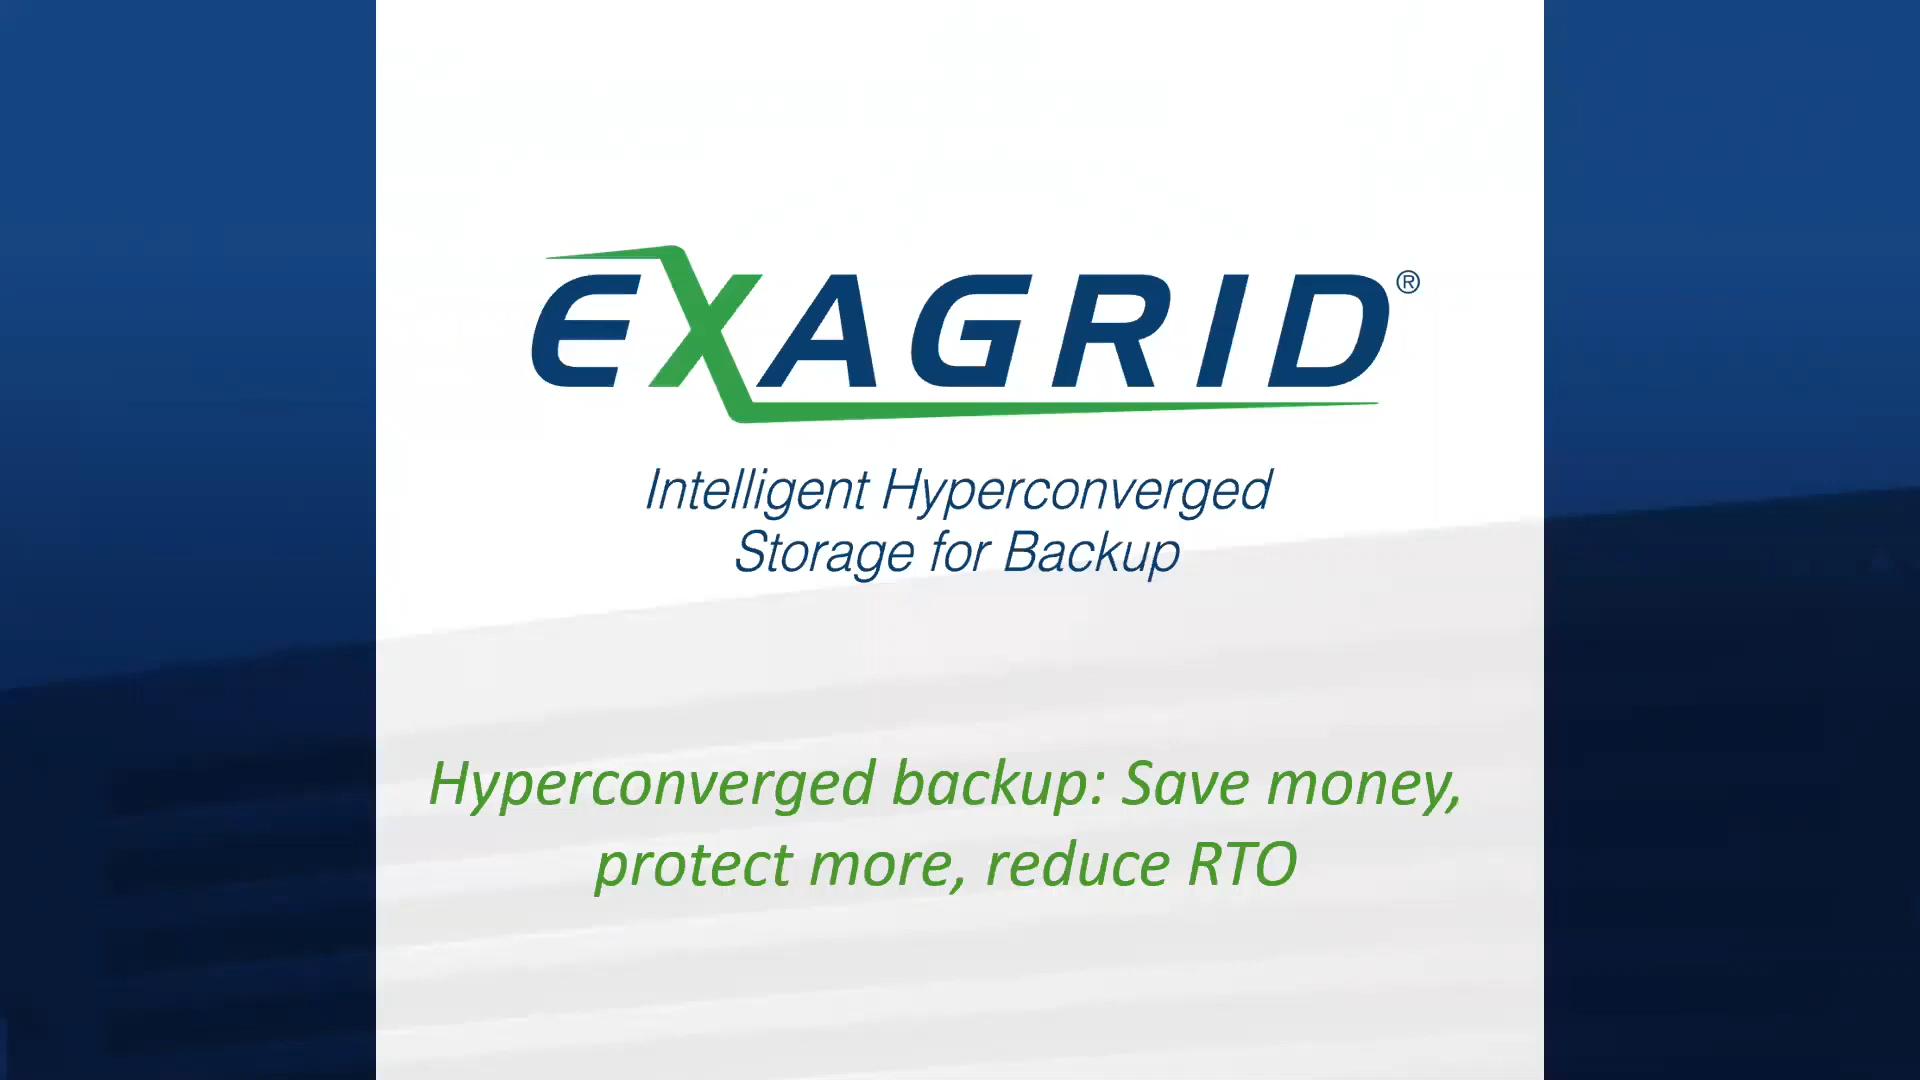 EXAGRID®
Intelligent Hyperconverged
Storage for Backup
Hyperconverged backup: Save money,
protect more, reduce RTO